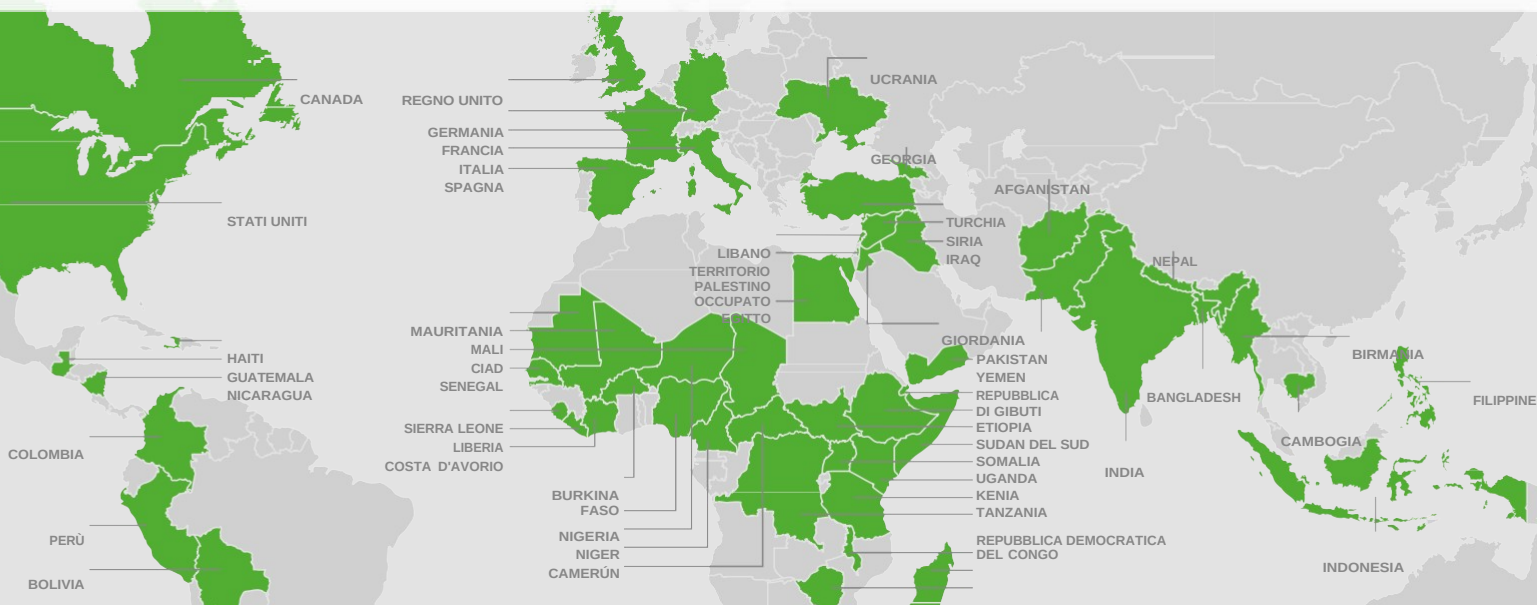 CANADA
STATI UNITI
HAITI
GUATEMALA
NICARAGUA
COLOMBIA
PERÙ
BOLIVIA
REGNO UNITO
GERMANIA
FRANCIA
ITALIA
SPAGNA
UCRANIA
GEORGIA
TURCHIA
SIRIA
IRAQ
LIBANO
TERRITORIO
PALESTINO
OCCUPATO
EGITTO
MAURITANIA
MALI
CIAD
SENEGAL
SIERRA LEONE
LIBERIA
COSTA D'AVORIO
BURKINA
FASO
NIGERIA
NIGER
CAMERÚN
GIORDANIA
PAKISTAN
YEMEN
REPUBBLICA
DI GIBUTI
ETIOPIA
SUDAN DEL SUD
SOMALIA
UGANDA
KENIA
TANZANIA
REPUBBLICA DEMOCRATICA
DEL CONGO
AFGANISTAN
NEPAL
BANGLADESH
INDIA
BIRMANIA
CAMBOGIA
FILIPPINE
INDONESIA